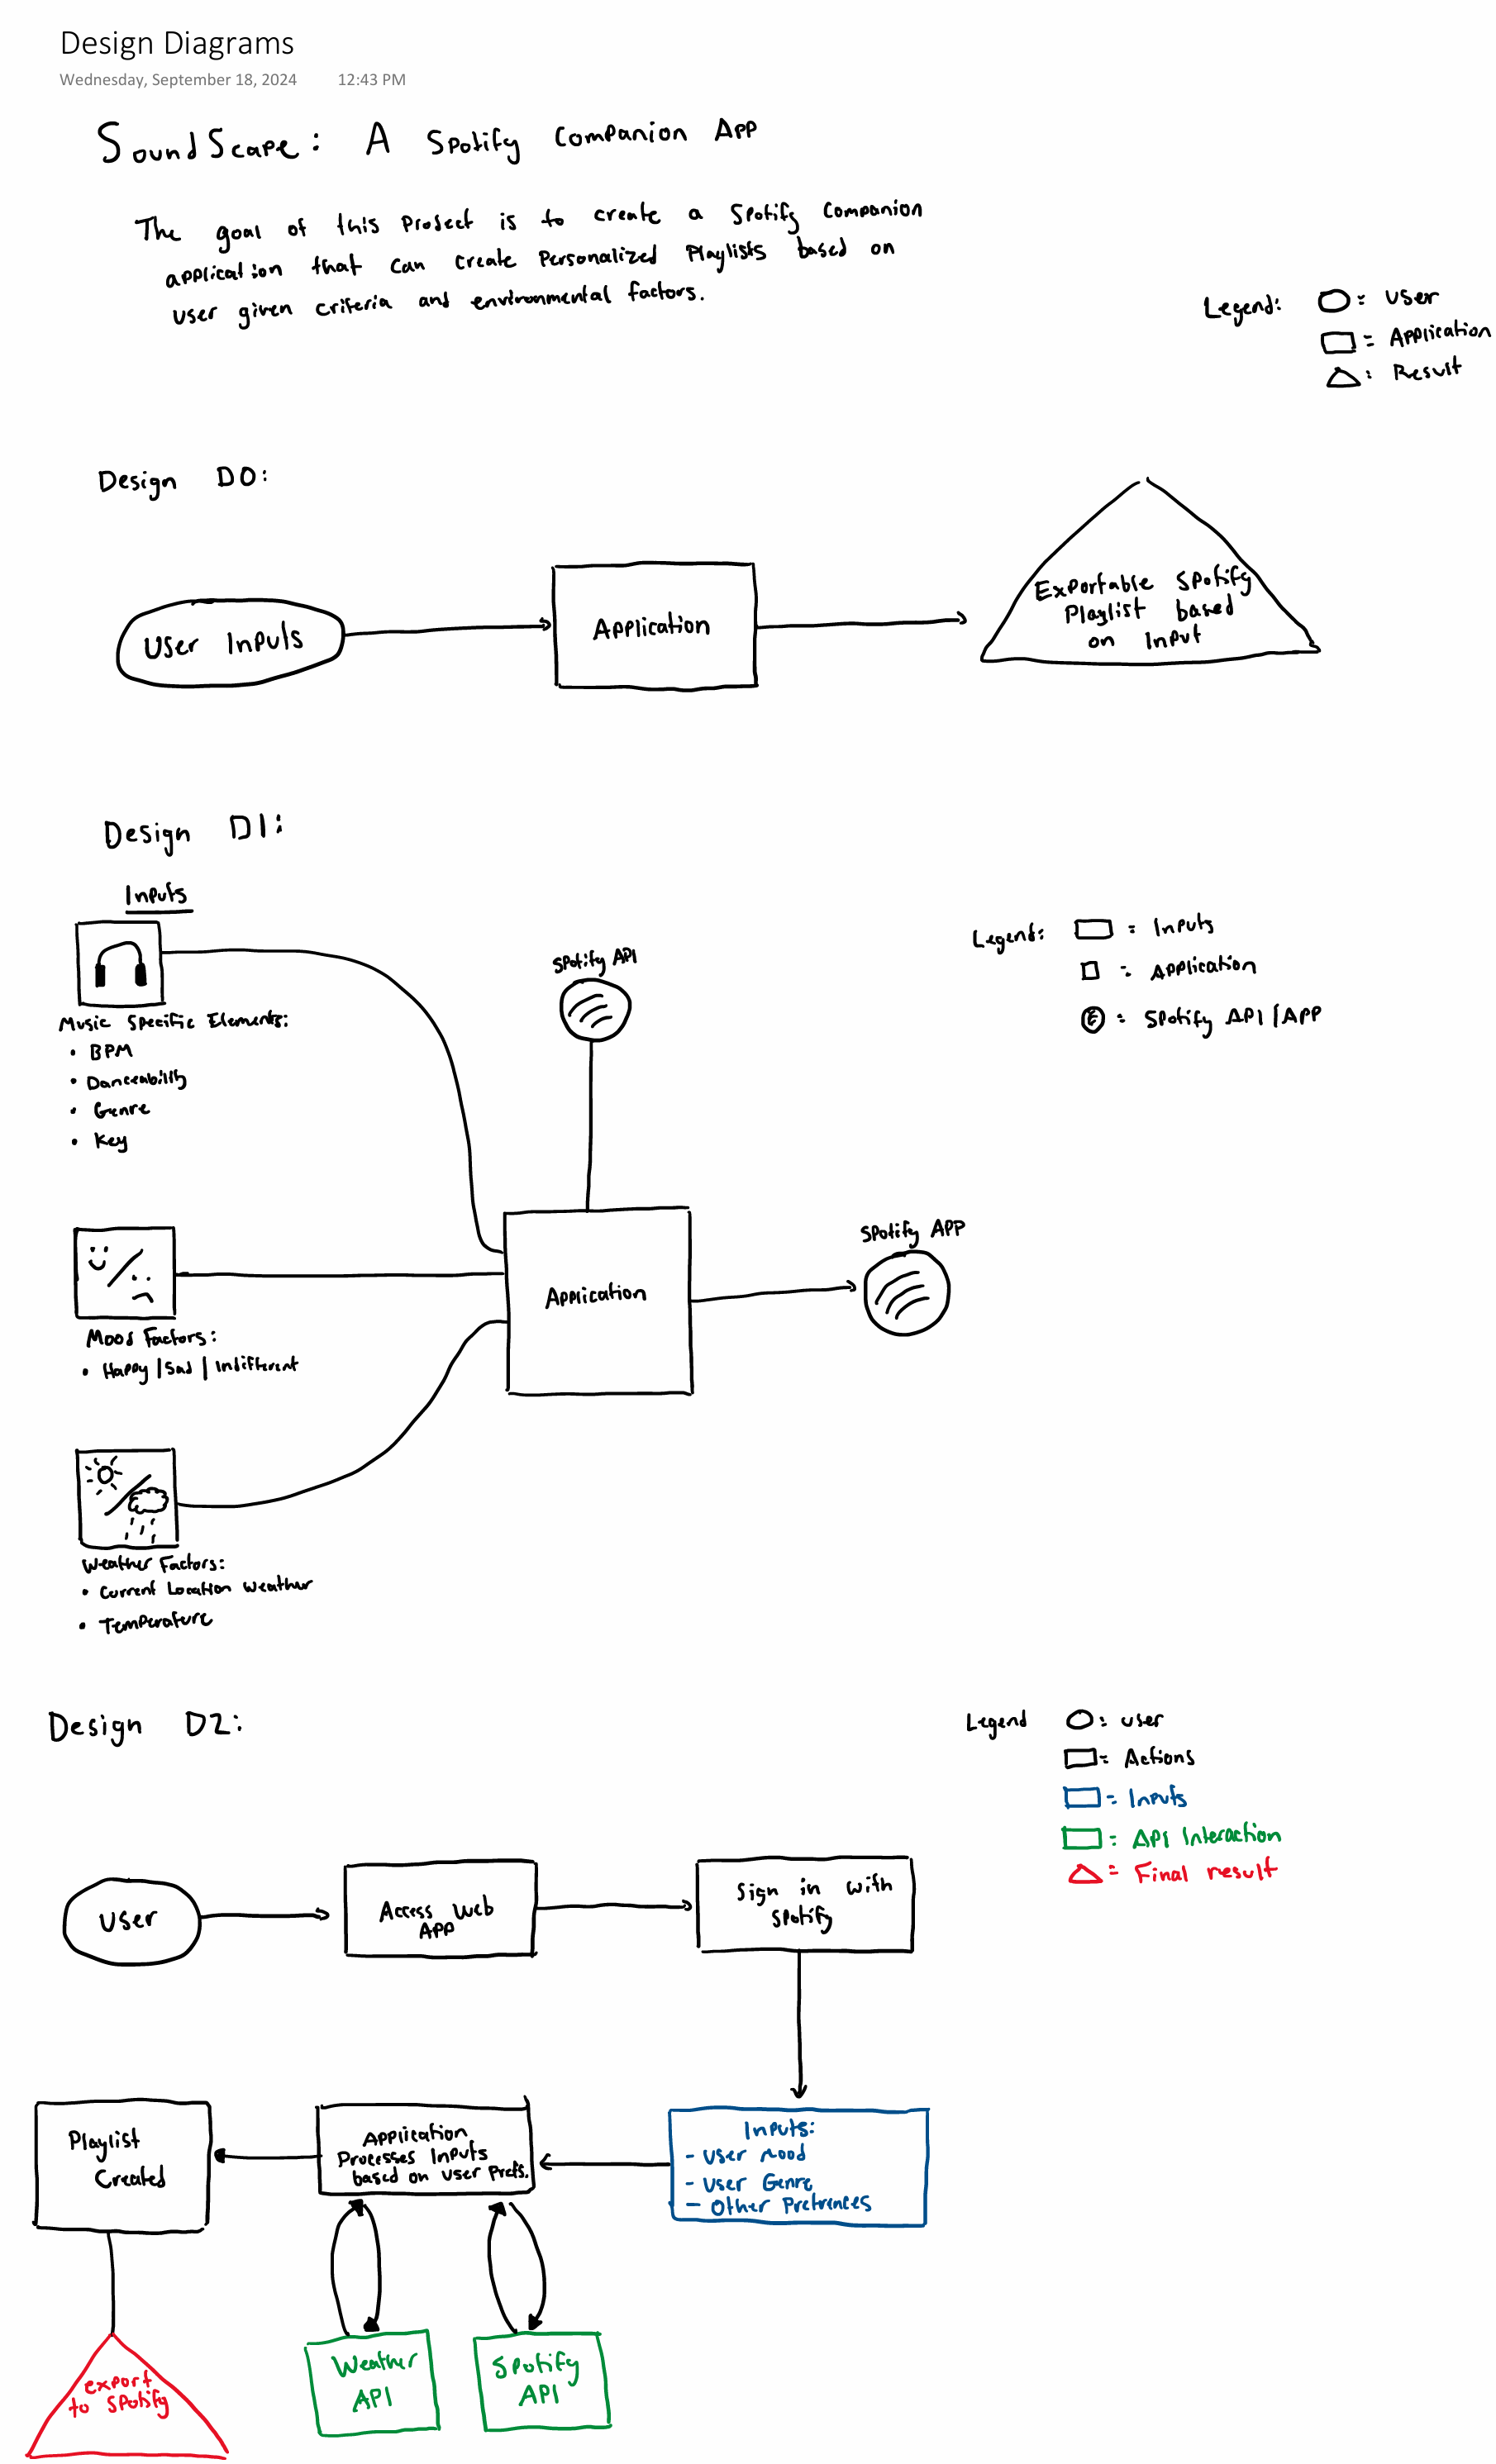 Design Diagrams
Wednesday, September 18, 2024 12:43 PM
SoundScape: A Spotify Companion App
The goal of this Project is to create a Spotify Companion
application that can create Personalized Playlists based on
user given criteria and environmental factors.
Legend: = user
= Application
= Result
Design D0:
User Inputs
Application
Exportable Spotify
Playlist based
on Input
Design D1:
Inputs
Music Specific Elements:
• BPM
• Danceability
• Genre
• Key
Mood Factors:
• Happy | Sad | Indifferent
Weather Factors:
• Current Location Weather
• Temperature
Spotify API
Application
Spotify APP
Legend: = Inputs
= Application
= Spotify API / APP
Design D2:
Legend = user
= Actions
= Inputs
= API Interaction
= Final result
User
Access Web
APP
Sign in with
Spotify
Inputs:
- User Mood
- User Genre
- Other Prefrences
Application
Processes Inputs
based on User Prefs.
Playlist
Created
Weather
API
Spotify
API
export
to Spotify